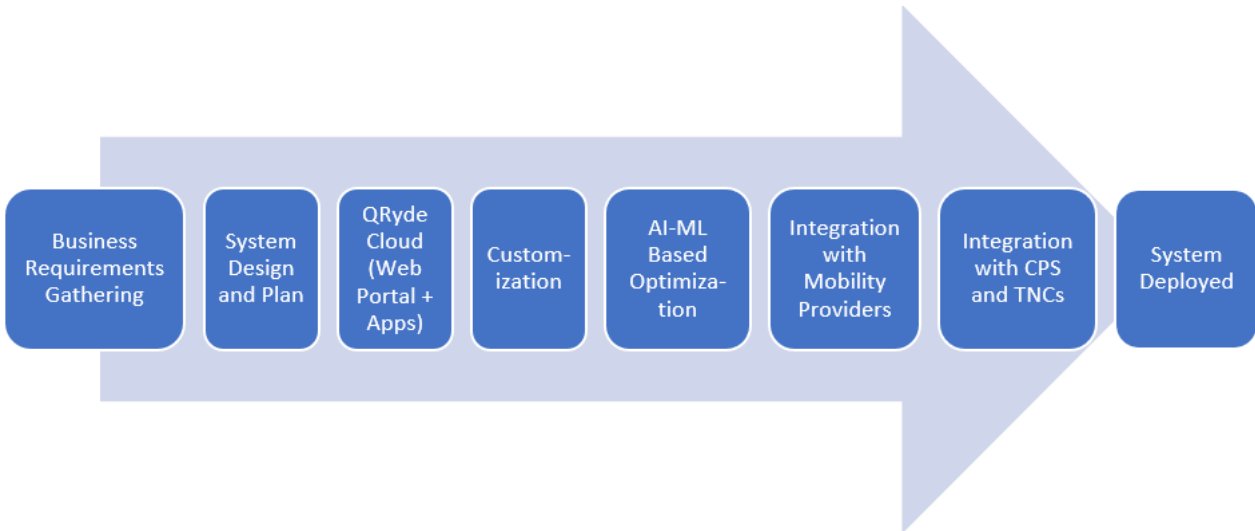 Business
Requirements
Gathering
System
Design
and Plan
QRyde
Cloud
(Web
Portal +
Apps)
Custom-
ization
AI-ML
Based
Optimiza-
tion
Integration
with
Mobility
Providers
Integration
with CPS
and TNCs
System
Deployed